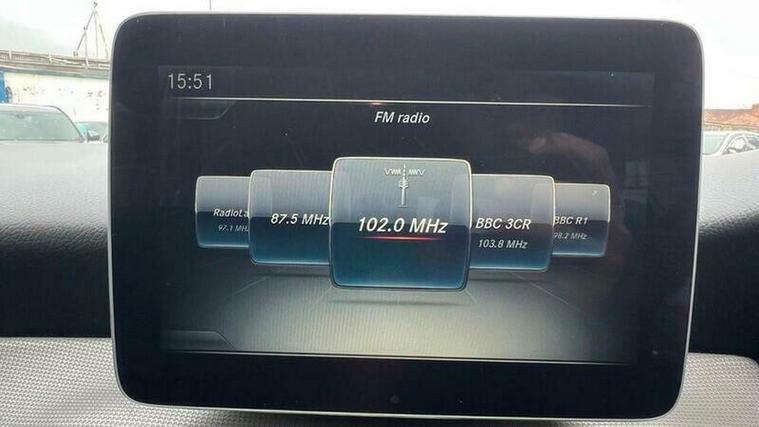 15:51
FM radio
RadioLa
97.1 MHz
87.5 MHz
102.0 MHz
BBC 3CR
103.8 MHz
BBC R1
98.2 MHz